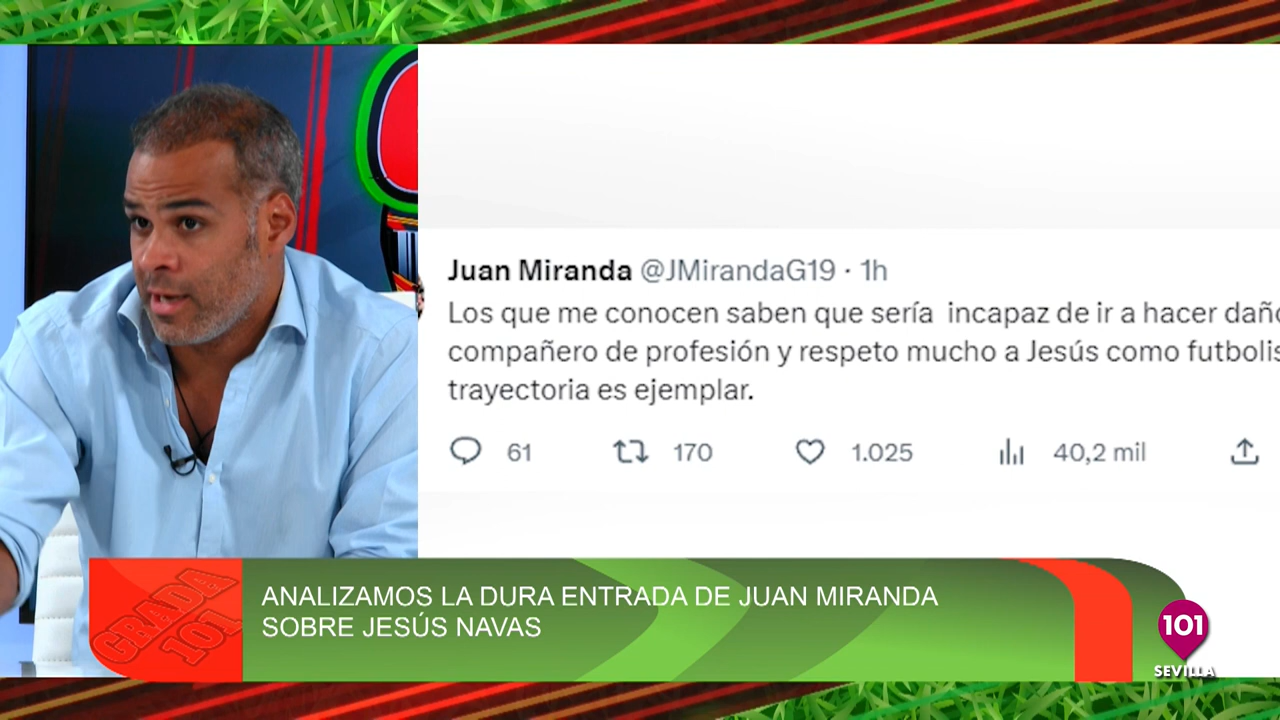 Juan Miranda @JMirandaG19 · 1h
Los que me conocen saben que sería  incapaz de ir a hacer daño
compañero de profesión y respeto mucho a Jesús como futbolis
trayectoria es ejemplar.
61 170 1.025 40,2 mil
GRADA
101
ANALIZAMOS LA DURA ENTRADA DE JUAN MIRANDA
SOBRE JESÚS NAVAS
101
SEVILLA